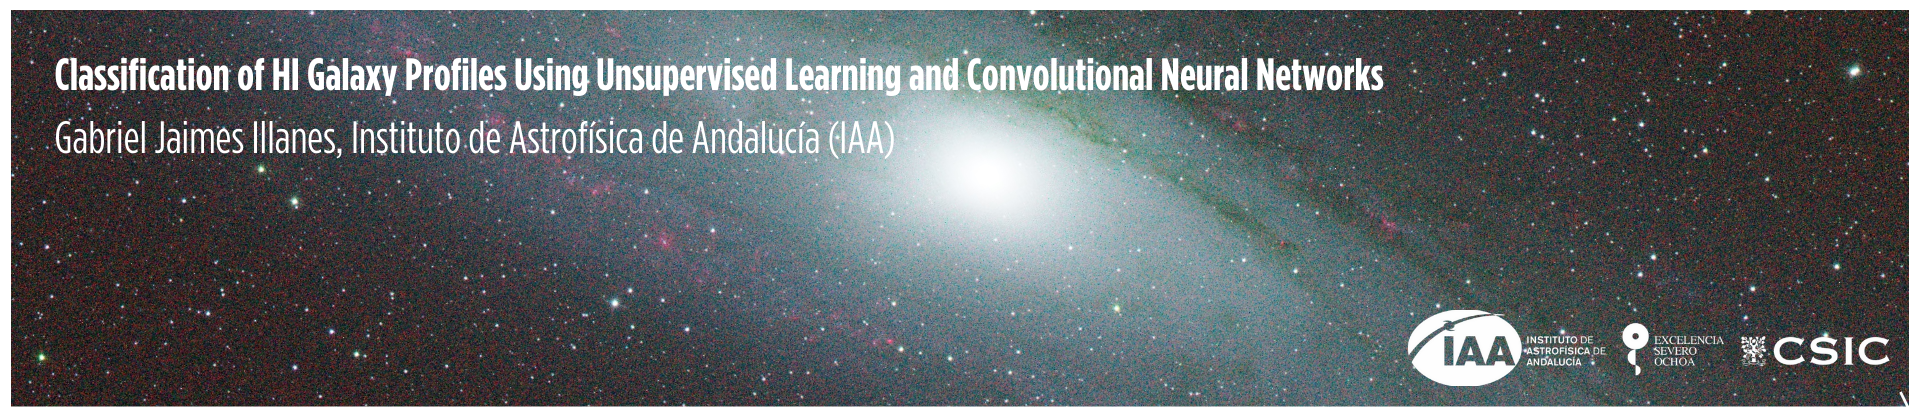 Classification of HI Galaxy Profiles Using Unsupervised Learning and Convolutional Neural Networks
Gabriel Jaimes Illanes, Instituto de Astrofísica de Andalucía (IAA)
IAA
INSTITUTO DE
ASTROFÍSICA DE
ANDALUCÍA
EXCELENCIA
SEVERO
OCHOA
CSIC